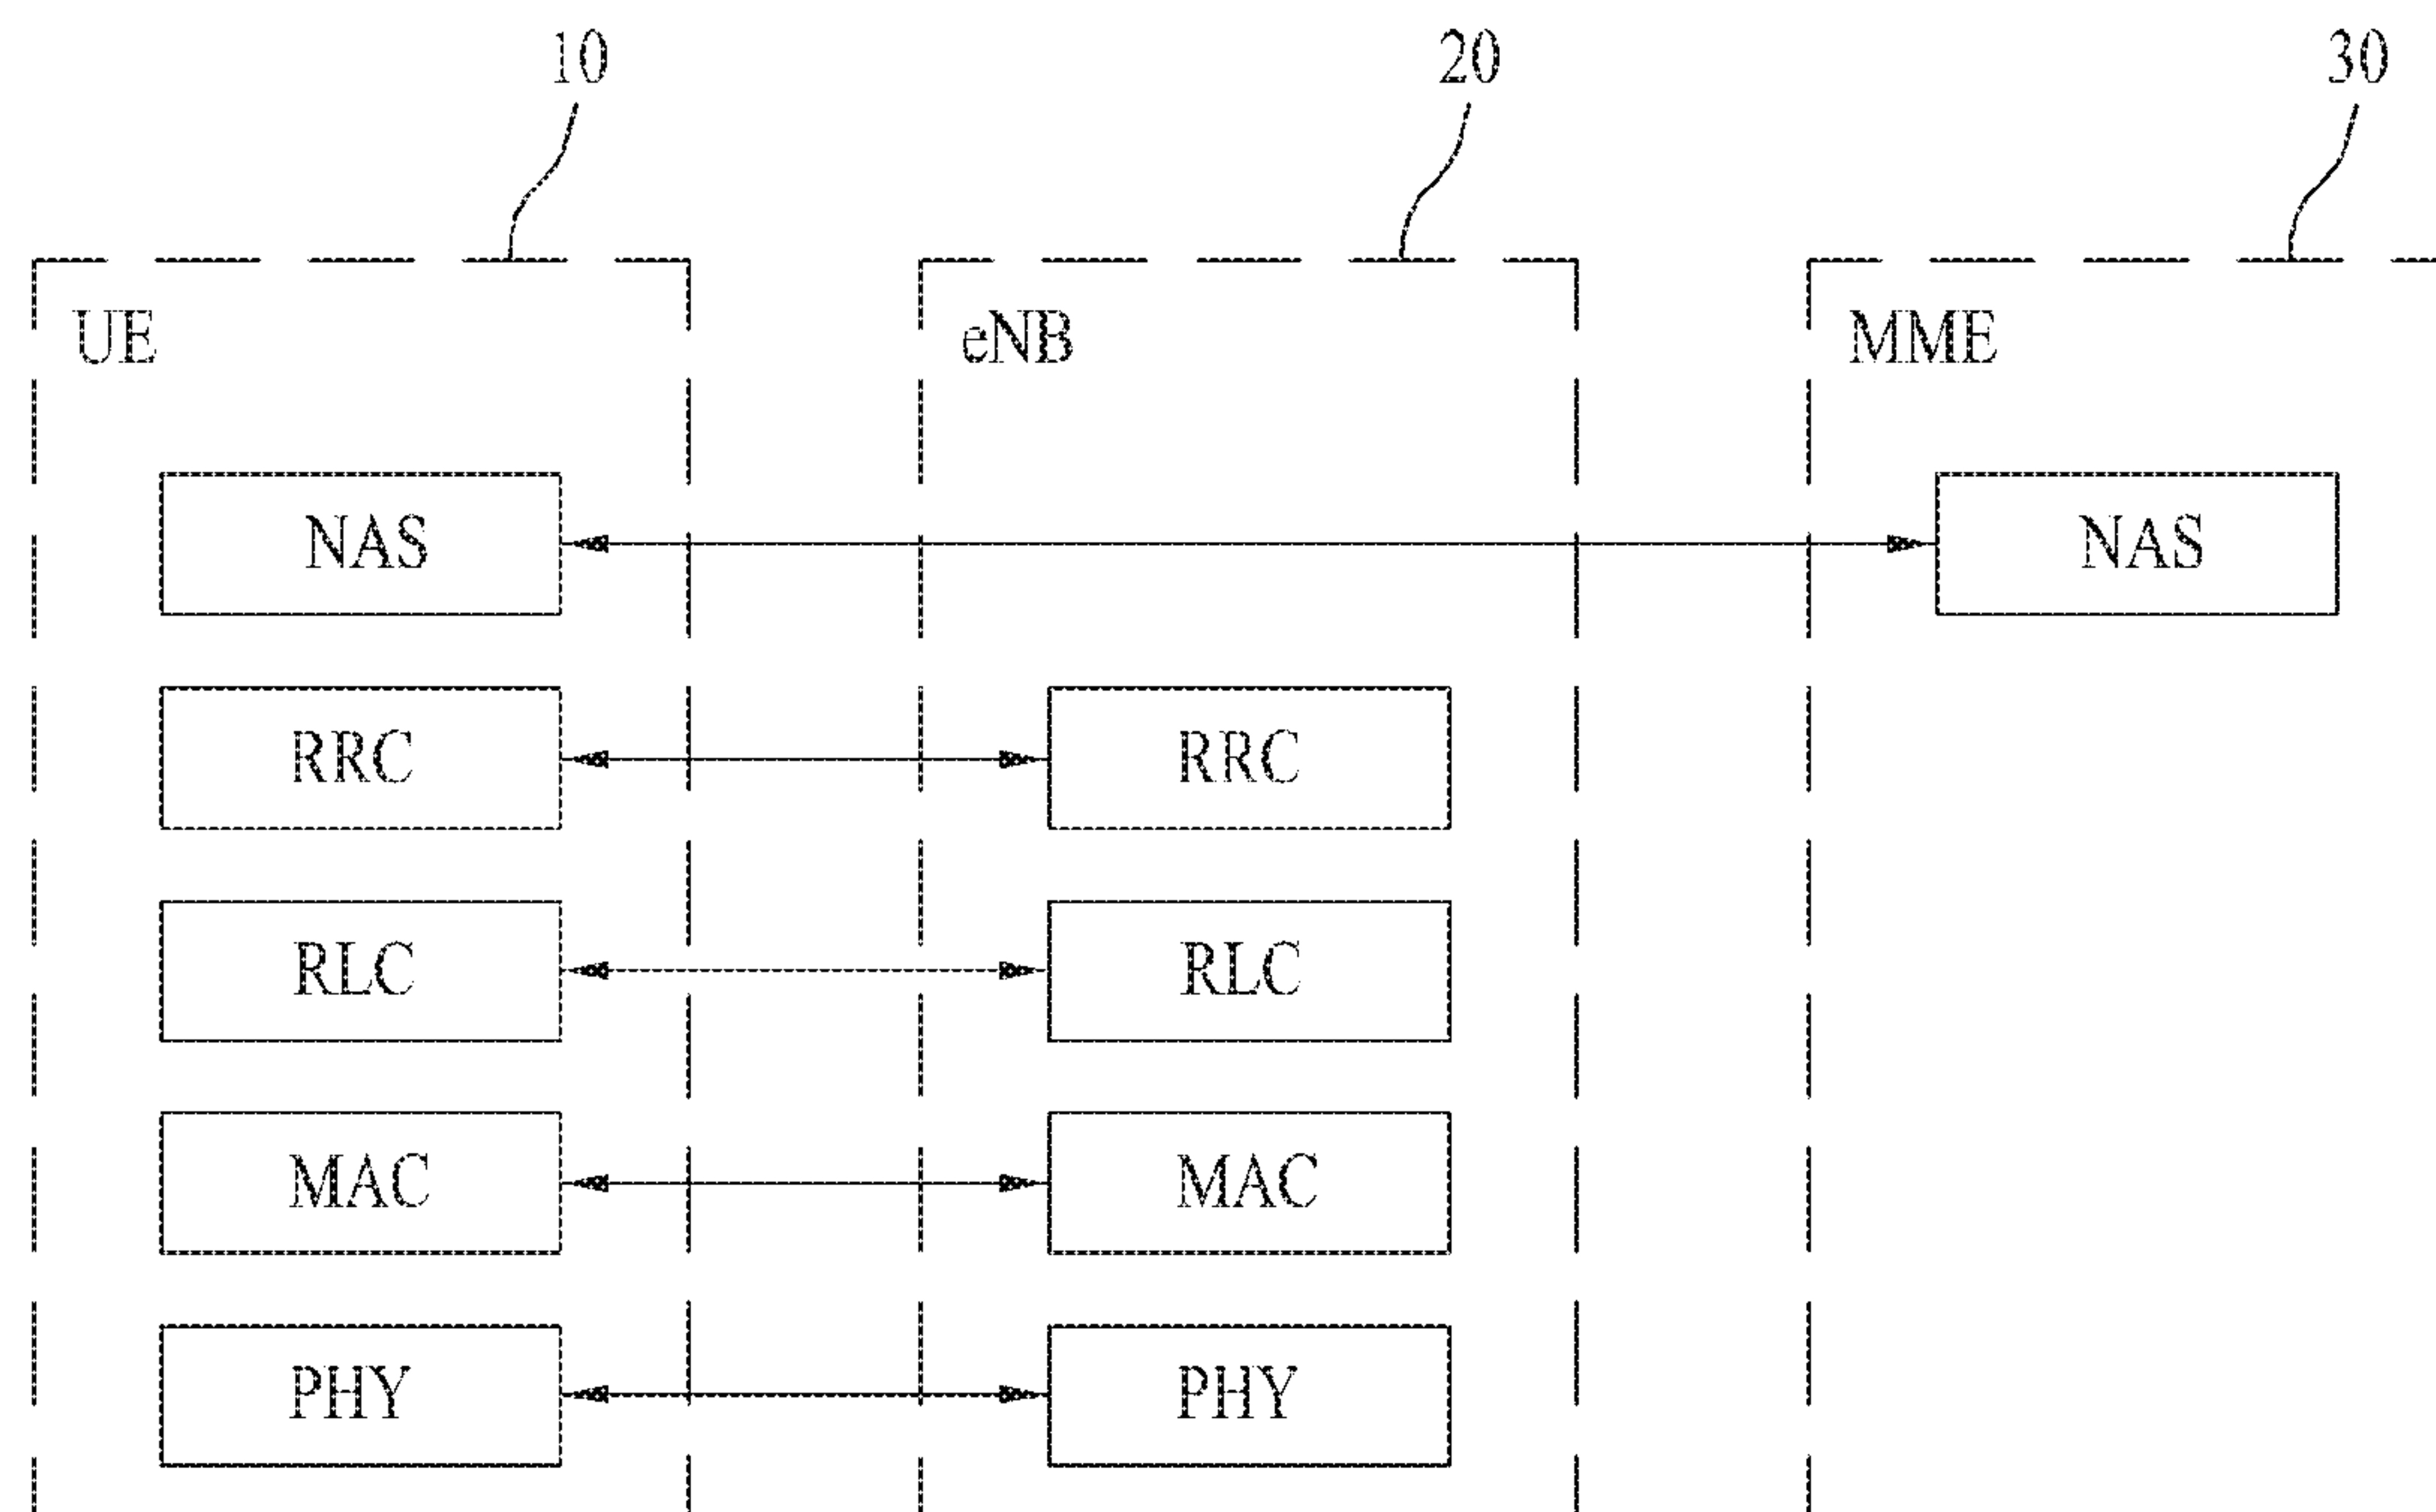 10 20 30
UE eNB MME
NAS NAS
RRC RRC
RLC RLC
MAC MAC
PHY PHY